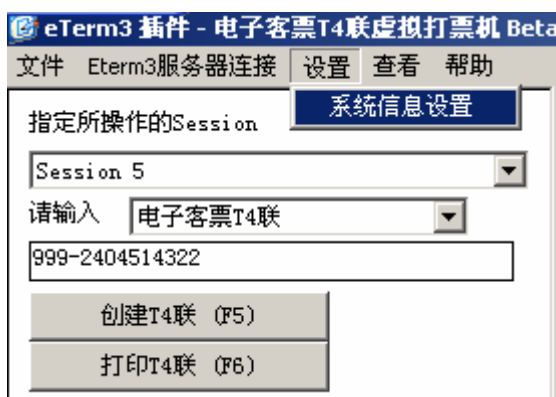 eTerm3 插件 - 电子客票T4联虚拟打票机 Beta
文件 Eterm3服务器连接 设置 查看 帮助
系统信息设置
指定所操作的Session
Session 5
请输入 电子客票T4联
999-2404514322
创建T4联 (F5)
打印T4联 (F6)